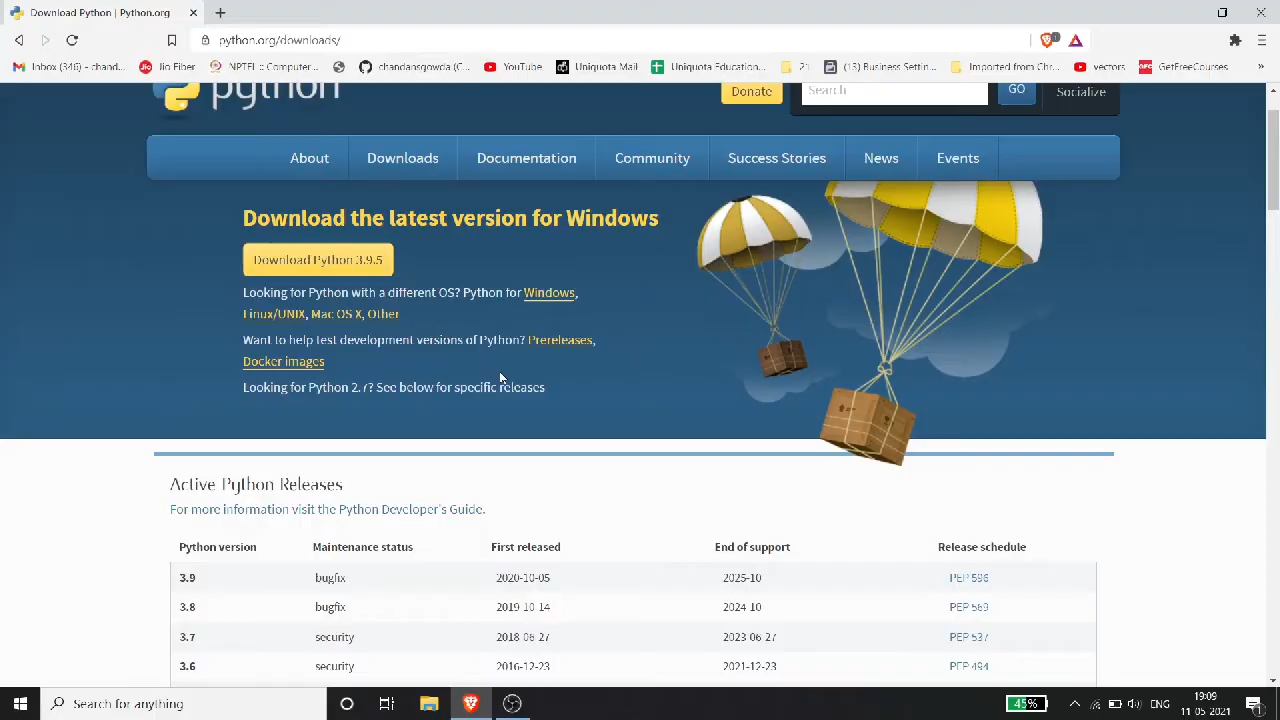 Download Python | Python.org
python.org/downloads/
1
Inbox (346) - chand...
Jio Fiber
NPTEL :: Computer...
chandansgowda (C...
YouTube
Uniquota Mail
Uniquota Education...
21
(13) Business Settin...
Imported from Chr...
vectors
GFC GetFreeCourses
python
Donate
Search
GO
Socialize
About
Downloads
Documentation
Community
Success Stories
News
Events
Download the latest version for Windows
Download Python 3.9.5
Looking for Python with a different OS? Python for Windows,
Linux/UNIX, Mac OS X, Other
Want to help test development versions of Python? Prereleases,
Docker images
Looking for Python 2.7? See below for specific releases
Active Python Releases
For more information visit the Python Developer's Guide.
Python version Maintenance status First released End of support Release schedule
3.9 bugfix 2020-10-05 2025-10 PEP 596
3.8 bugfix 2019-10-14 2024-10 PEP 569
3.7 security 2018-06-27 2023-06-27 PEP 537
3.6 security 2016-12-23 2021-12-23 PEP 494
Search for anything
45%
ENG
19:09
11-05-2021
1